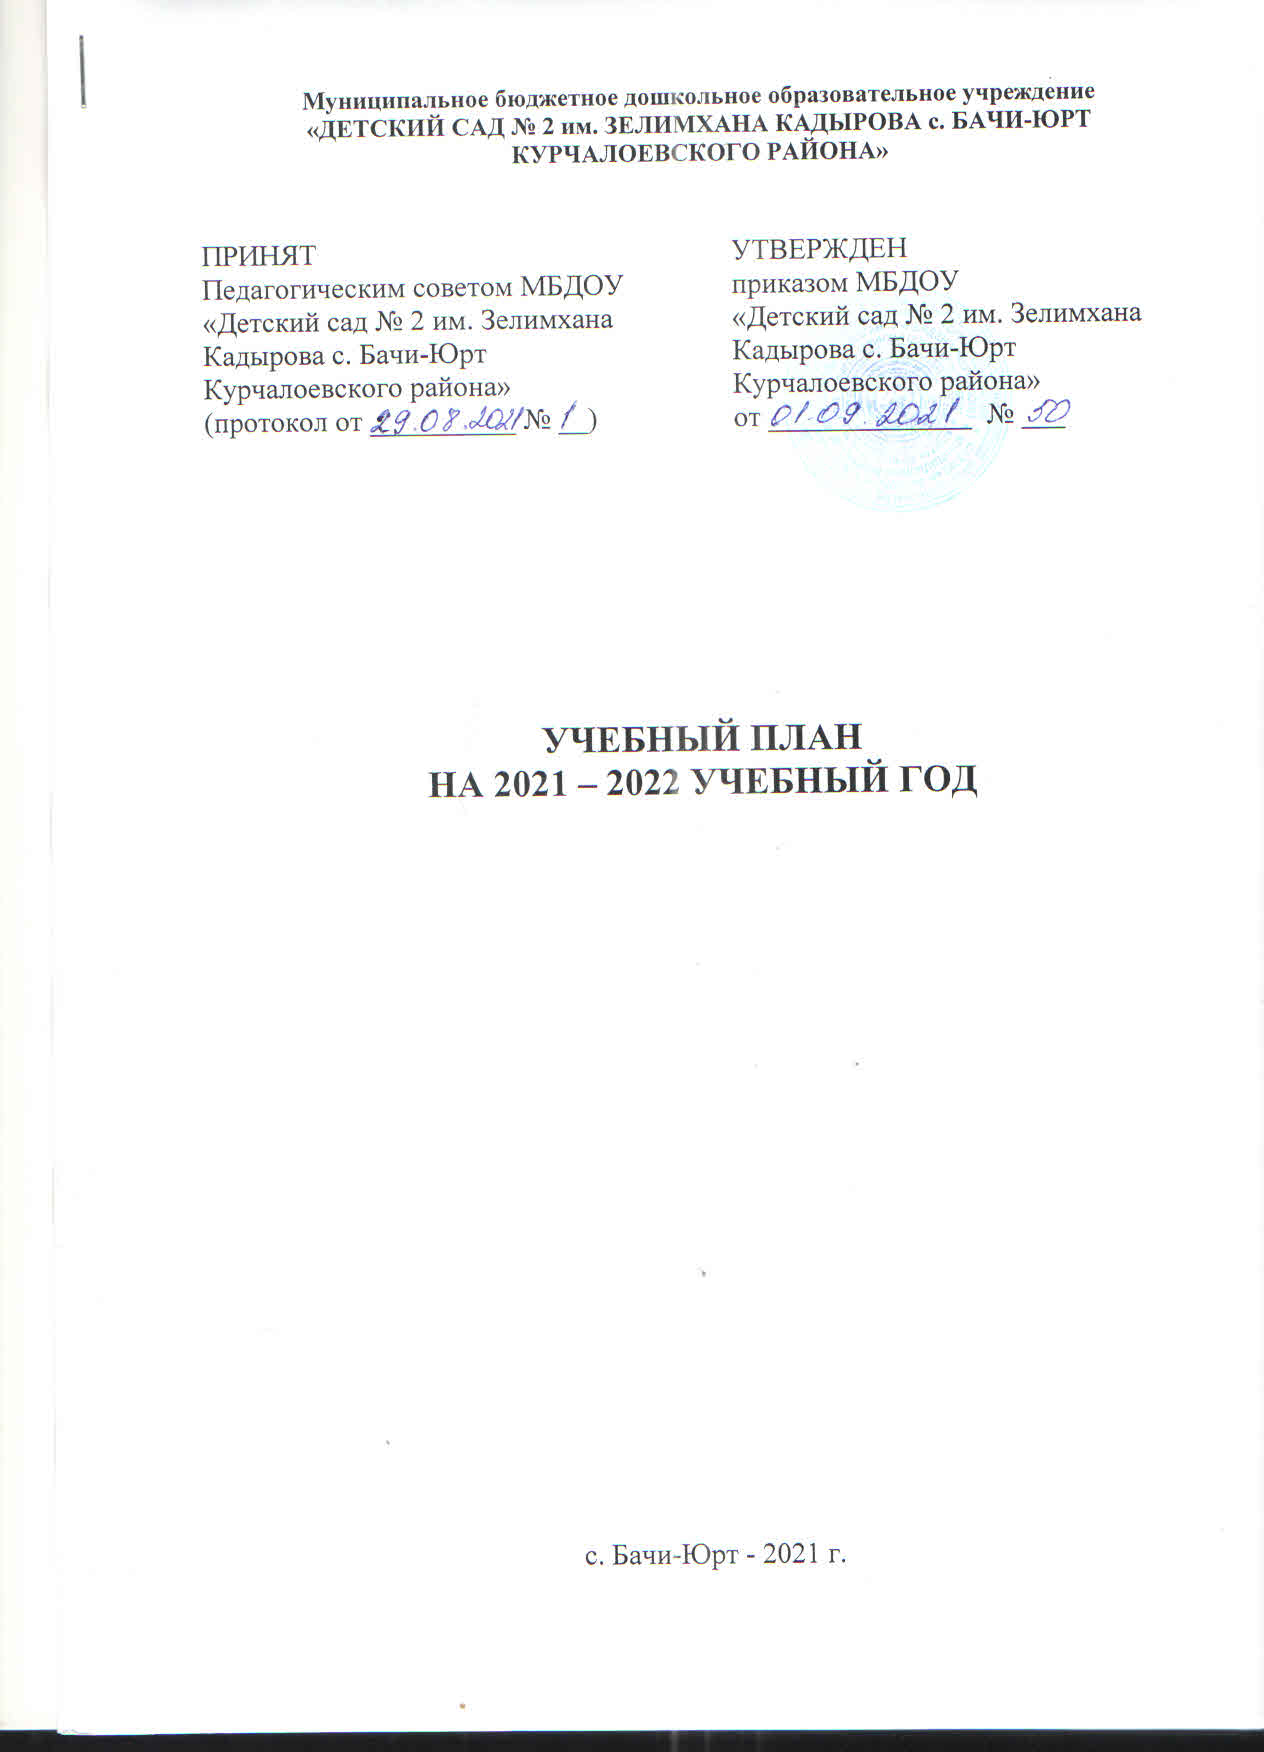 Муниципальное бюджетное дошкольное образовательное учреждение
«ДЕТСКИЙ САД № 2 им. ЗЕЛИМХАНА КАДЫРОВА с. БАЧИ-ЮРТ
КУРЧАЛОЕВСКОГО РАЙОНА»
ПРИНЯТ
Педагогическим советом МБДОУ
«Детский сад № 2 им. Зелимхана
Кадырова с. Бачи-Юрт
Курчалоевского района»
(протокол от 29.08.2021 № 1)
УТВЕРЖДЕН
приказом МБДОУ
«Детский сад № 2 им. Зелимхана
Кадырова с. Бачи-Юрт
Курчалоевского района»
от 01.09.2021 № 50
УЧЕБНЫЙ ПЛАН
НА 2021 – 2022 УЧЕБНЫЙ ГОД
с. Бачи-Юрт - 2021 г.